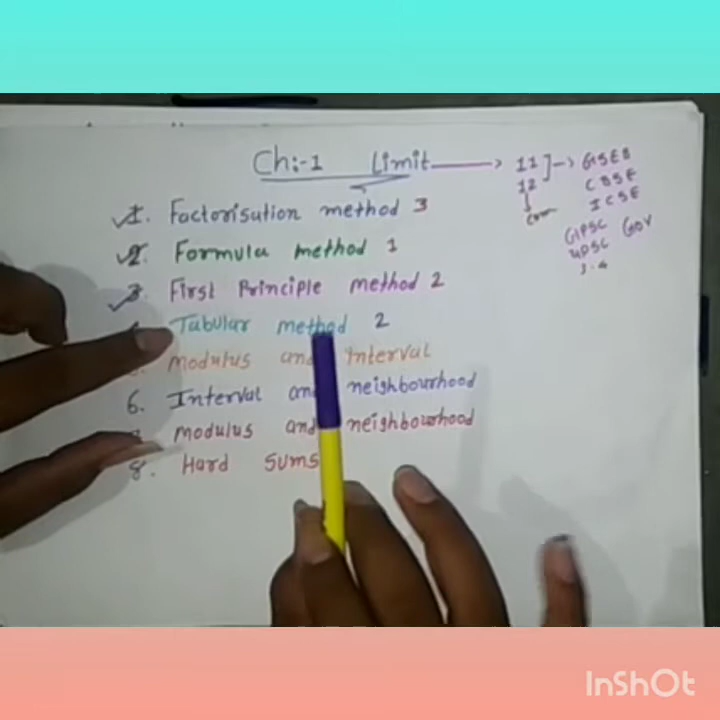 Ch:-1 Limit → 11 ] → GSEB
12 CBSE
ICSE
Com
GPSC GOV
UPSC
1. Factorisation method 3
2. Formula method 1
3. First Principle method 2
Tabular method 2
Modulus and Interval
6. Interval and neighbourhood
modulus and neighbourhood
8. Hard Sums
InShOt